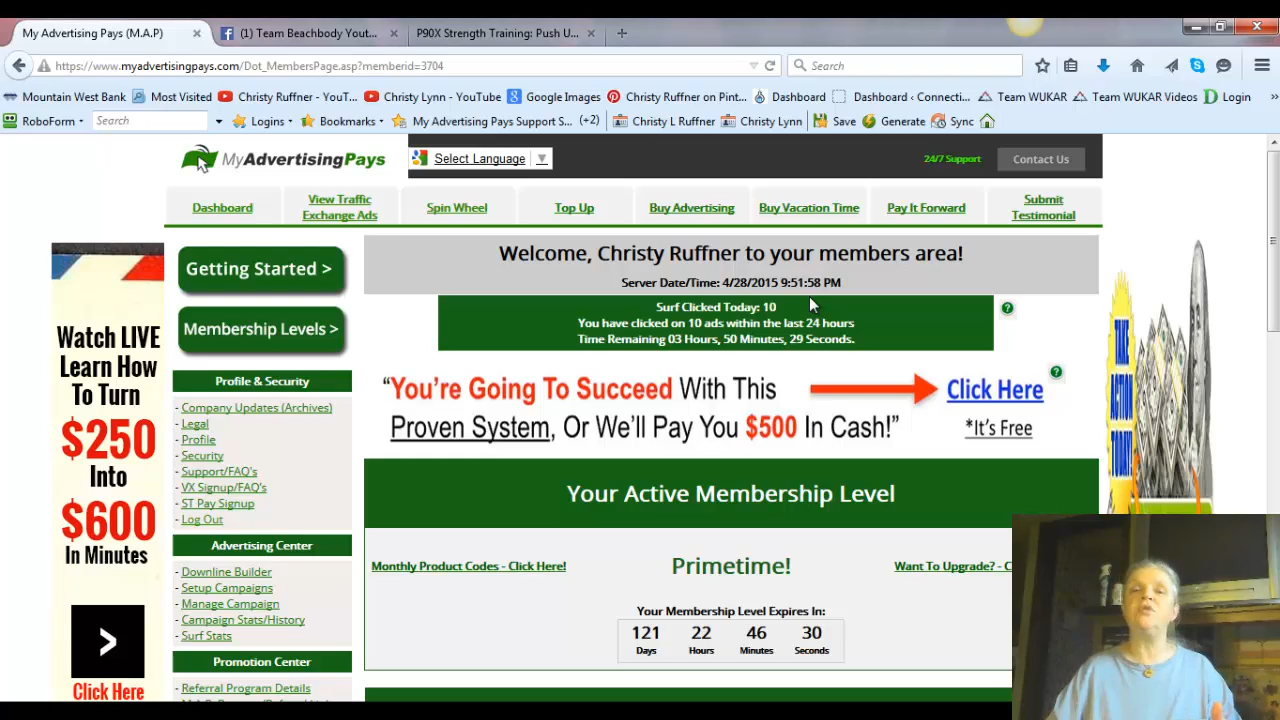 My Advertising Pays (M.A.P)
(1) Team Beachbody Yout...
P90X Strength Training: Push U...
https://www.myadvertisingpays.com/Dot_MembersPage.asp?memberid=3704
Search
Mountain West Bank
Most Visited
Christy Ruffner - YouT...
Christy Lynn - YouTube
Google Images
Christy Ruffner on Pint...
Dashboard
Dashboard ‹ Connecti...
Team WUKAR
Team WUKAR Videos
Login
RoboForm
Search
Logins
Bookmarks
My Advertising Pays Support S...
(+2)
Christy L Ruffner
Christy Lynn
Save
Generate
Sync
MyAdvertisingPays
Select Language
24/7 Support
Contact Us
Dashboard
View Traffic
Exchange Ads
Spin Wheel
Top Up
Buy Advertising
Buy Vacation Time
Pay It Forward
Submit
Testimonial
Welcome, Christy Ruffner to your members area!
Server Date/Time: 4/28/2015 9:51:58 PM
Surf Clicked Today: 10
You have clicked on 10 ads within the last 24 hours
Time Remaining 03 Hours, 50 Minutes, 29 Seconds.
"You're Going To Succeed With This
Proven System, Or We'll Pay You $500 In Cash!"
Click Here
*It's Free
Your Active Membership Level
Monthly Product Codes - Click Here!
Primetime!
Want To Upgrade? - C
Your Membership Level Expires In:
121 22 46 30
Days Hours Minutes Seconds
Getting Started >
Membership Levels >
Profile & Security
- Company Updates (Archives)
- Legal
- Profile
- Security
- Support/FAQ's
- VX Signup/FAQ's
- ST Pay Signup
- Log Out
Advertising Center
- Downline Builder
- Setup Campaigns
- Manage Campaign
- Campaign Stats/History
- Surf Stats
Promotion Center
- Referral Program Details
Watch LIVE
Learn How
To Turn
$250
Into
$600
In Minutes
>
Click Here
TAKE
ACTION
TODAY!